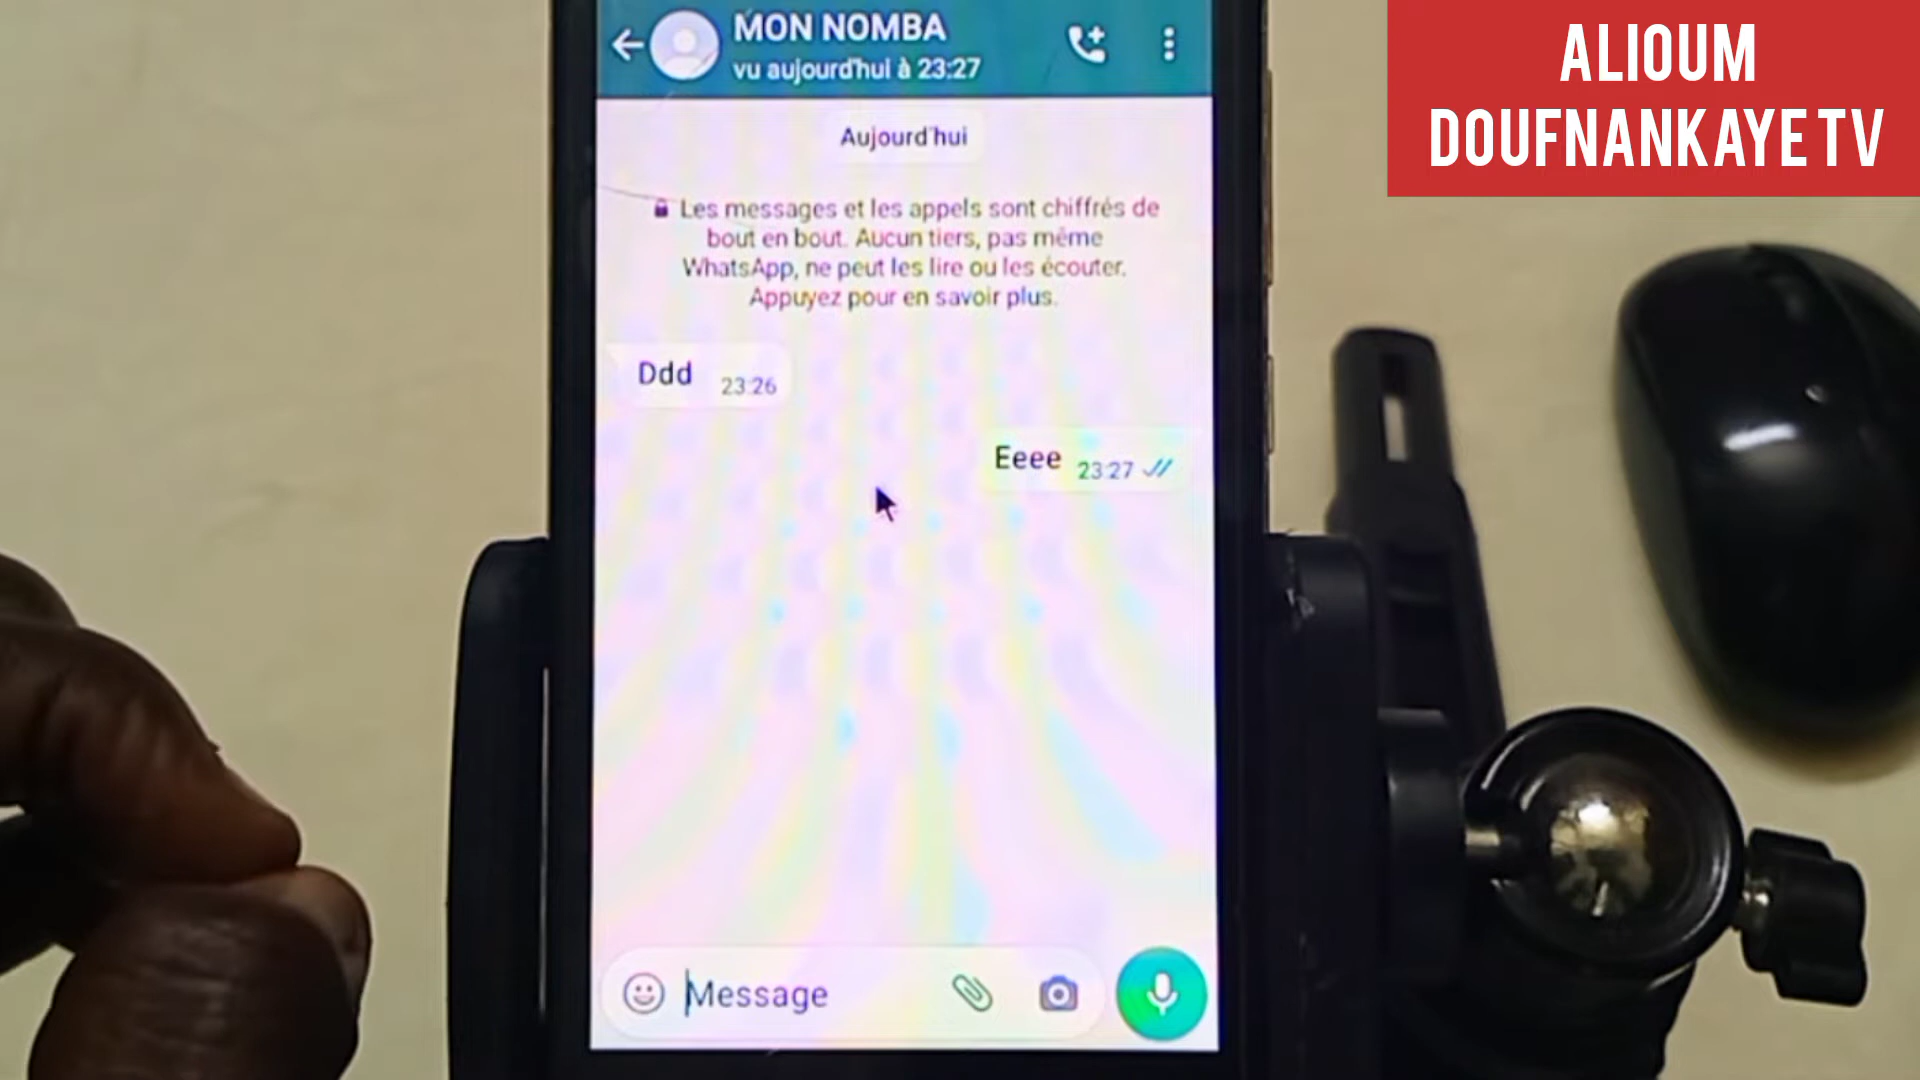 MON NOMBA
vu aujourd'hui à 23:27
ALIOUM
DOUFNANKAYE TV
Aujourd'hui
Les messages et les appels sont chiffrés de
bout en bout. Aucun tiers, pas même
WhatsApp, ne peut les lire ou les écouter.
Appuyez pour en savoir plus.
Ddd 23:26
Eeee 23:27
Message